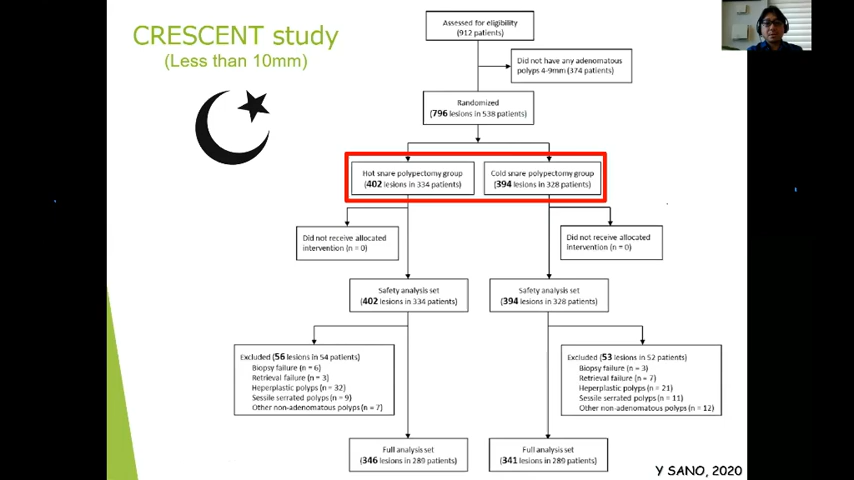 CRESCENT study
(Less than 10mm)
Assessed for eligibility
(912 patients)
Did not have any adenomatous
polyps 4-9mm (374 patients)
Randomized
(796 lesions in 538 patients)
Hot snare polypectomy group
(402 lesions in 334 patients)
Cold snare polypectomy group
(394 lesions in 328 patients)
Did not receive allocated
intervention (n = 0)
Did not receive allocated
intervention (n = 0)
Safety analysis set
(402 lesions in 334 patients)
Safety analysis set
(394 lesions in 328 patients)
Excluded (56 lesions in 54 patients)
Biopsy failure (n = 6)
Retrieval failure (n = 3)
Heperplastic polyps (n = 32)
Sessile serrated polyps (n = 9)
Other non-adenomatous polyps (n = 7)
Excluded (53 lesions in 52 patients)
Biopsy failure (n = 3)
Retrieval failure (n = 7)
Heperplastic polyps (n = 21)
Sessile serrated polyps (n = 11)
Other non-adenomatous polyps (n = 12)
Full analysis set
(346 lesions in 289 patients)
Full analysis set
(341 lesions in 289 patients)
Y SANO, 2020